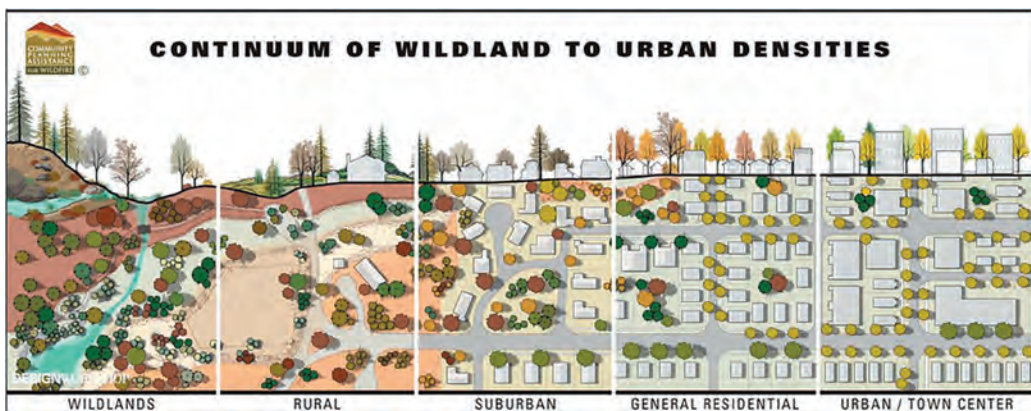 COMMUNITY
PLANNING
ASSISTANCE
FOR WILDFIRE
©
CONTINUUM OF WILDLAND TO URBAN DENSITIES
WILDLANDS
RURAL
SUBURBAN
GENERAL RESIDENTIAL
URBAN / TOWN CENTER